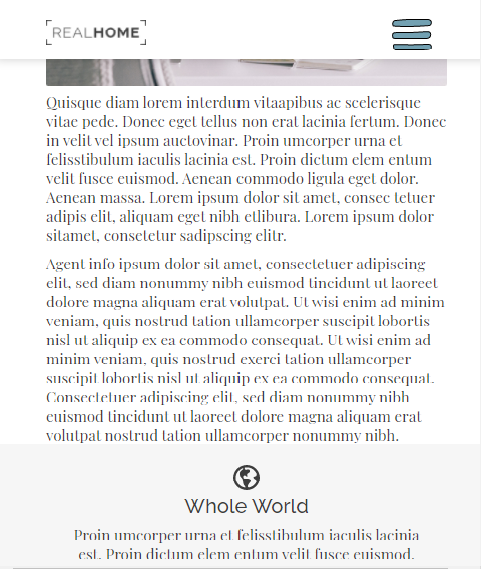 REALHOME
Quisque diam lorem interdum vitaapibus ac scelerisque
vitae pede. Donec eget tellus non erat lacinia fertum. Donec
in velit vel ipsum auctovinar. Proin umcorper urna et
felisstibulum iaculis lacinia est. Proin dictum elem entum
velit fusce euismod. Aenean commodo ligula eget dolor.
Aenean massa. Lorem ipsum dolor sit amet, consec tetuer
adipis elit, aliquam eget nibh etlibura. Lorem ipsum dolor
sitamet, consetetur sadipscing elitr.
Agent info ipsum dolor sit amet, consectetuer adipiscing
elit, sed diam nonummy nibh euismod tincidunt ut laoreet
dolore magna aliquam erat volutpat. Ut wisi enim ad minim
veniam, quis nostrud tation ullamcorper suscipit lobortis
nisl ut aliquip ex ea commodo consequat. Ut wisi enim ad
minim veniam, quis nostrud exerci tation ullamcorper
suscipit lobortis nisl ut aliquip ex ea commodo consequat.
Consectetuer adipiscing elit, sed diam nonummy nibh
euismod tincidunt ut laoreet dolore magna aliquam erat
volutpat nostrud tation ullamcorper nonummy nibh.
Whole World
Proin umcorper urna et felisstibulum iaculis lacinia
est. Proin dictum elem entum velit fusce euismod.